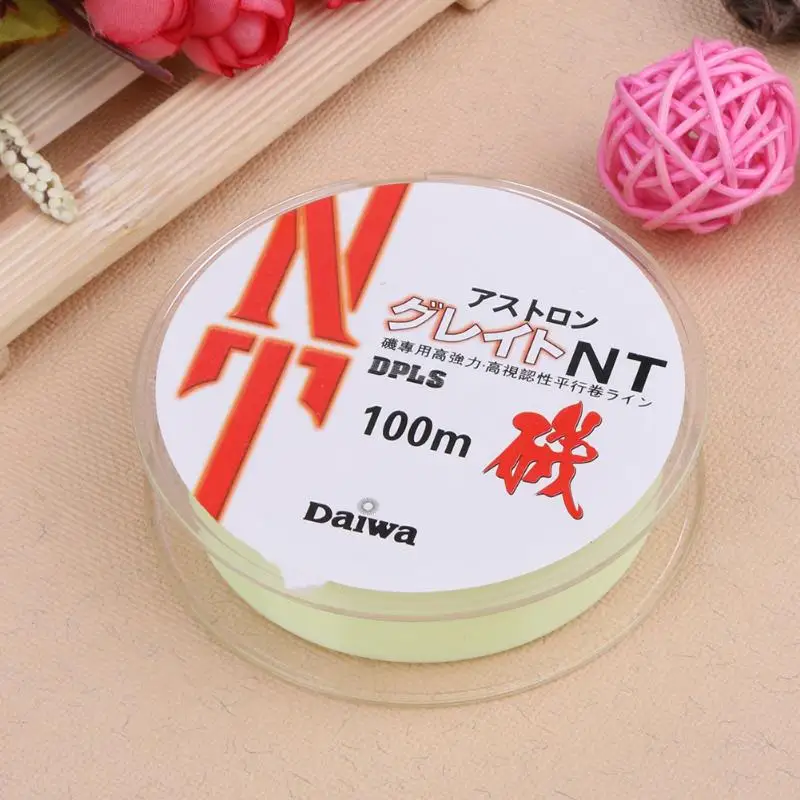 NT
アストロン
グレイトNT
磯専用高強力·高視認性平行巻ライン
DPLS
100m
磯
Daiwa